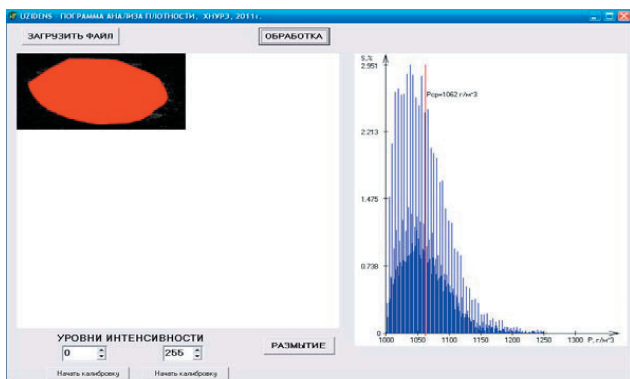 UZIDENS ПОГРАММА АНАЛИЗА ПЛОТНОСТИ, ХНУРЭ, 2011г.
ЗАГРУЗИТЬ ФАЙЛ
ОБРАБОТКА
S,%
2.951
Pср=1062 г/м^3
2.213
1.475
0.738
0
1000 1050 1100 1150 1200 1250 1300 P, г/м^3
УРОВНИ ИНТЕНСИВНОСТИ
0 255
РАЗМЫТИЕ
Начать калибровку Начать калибровку